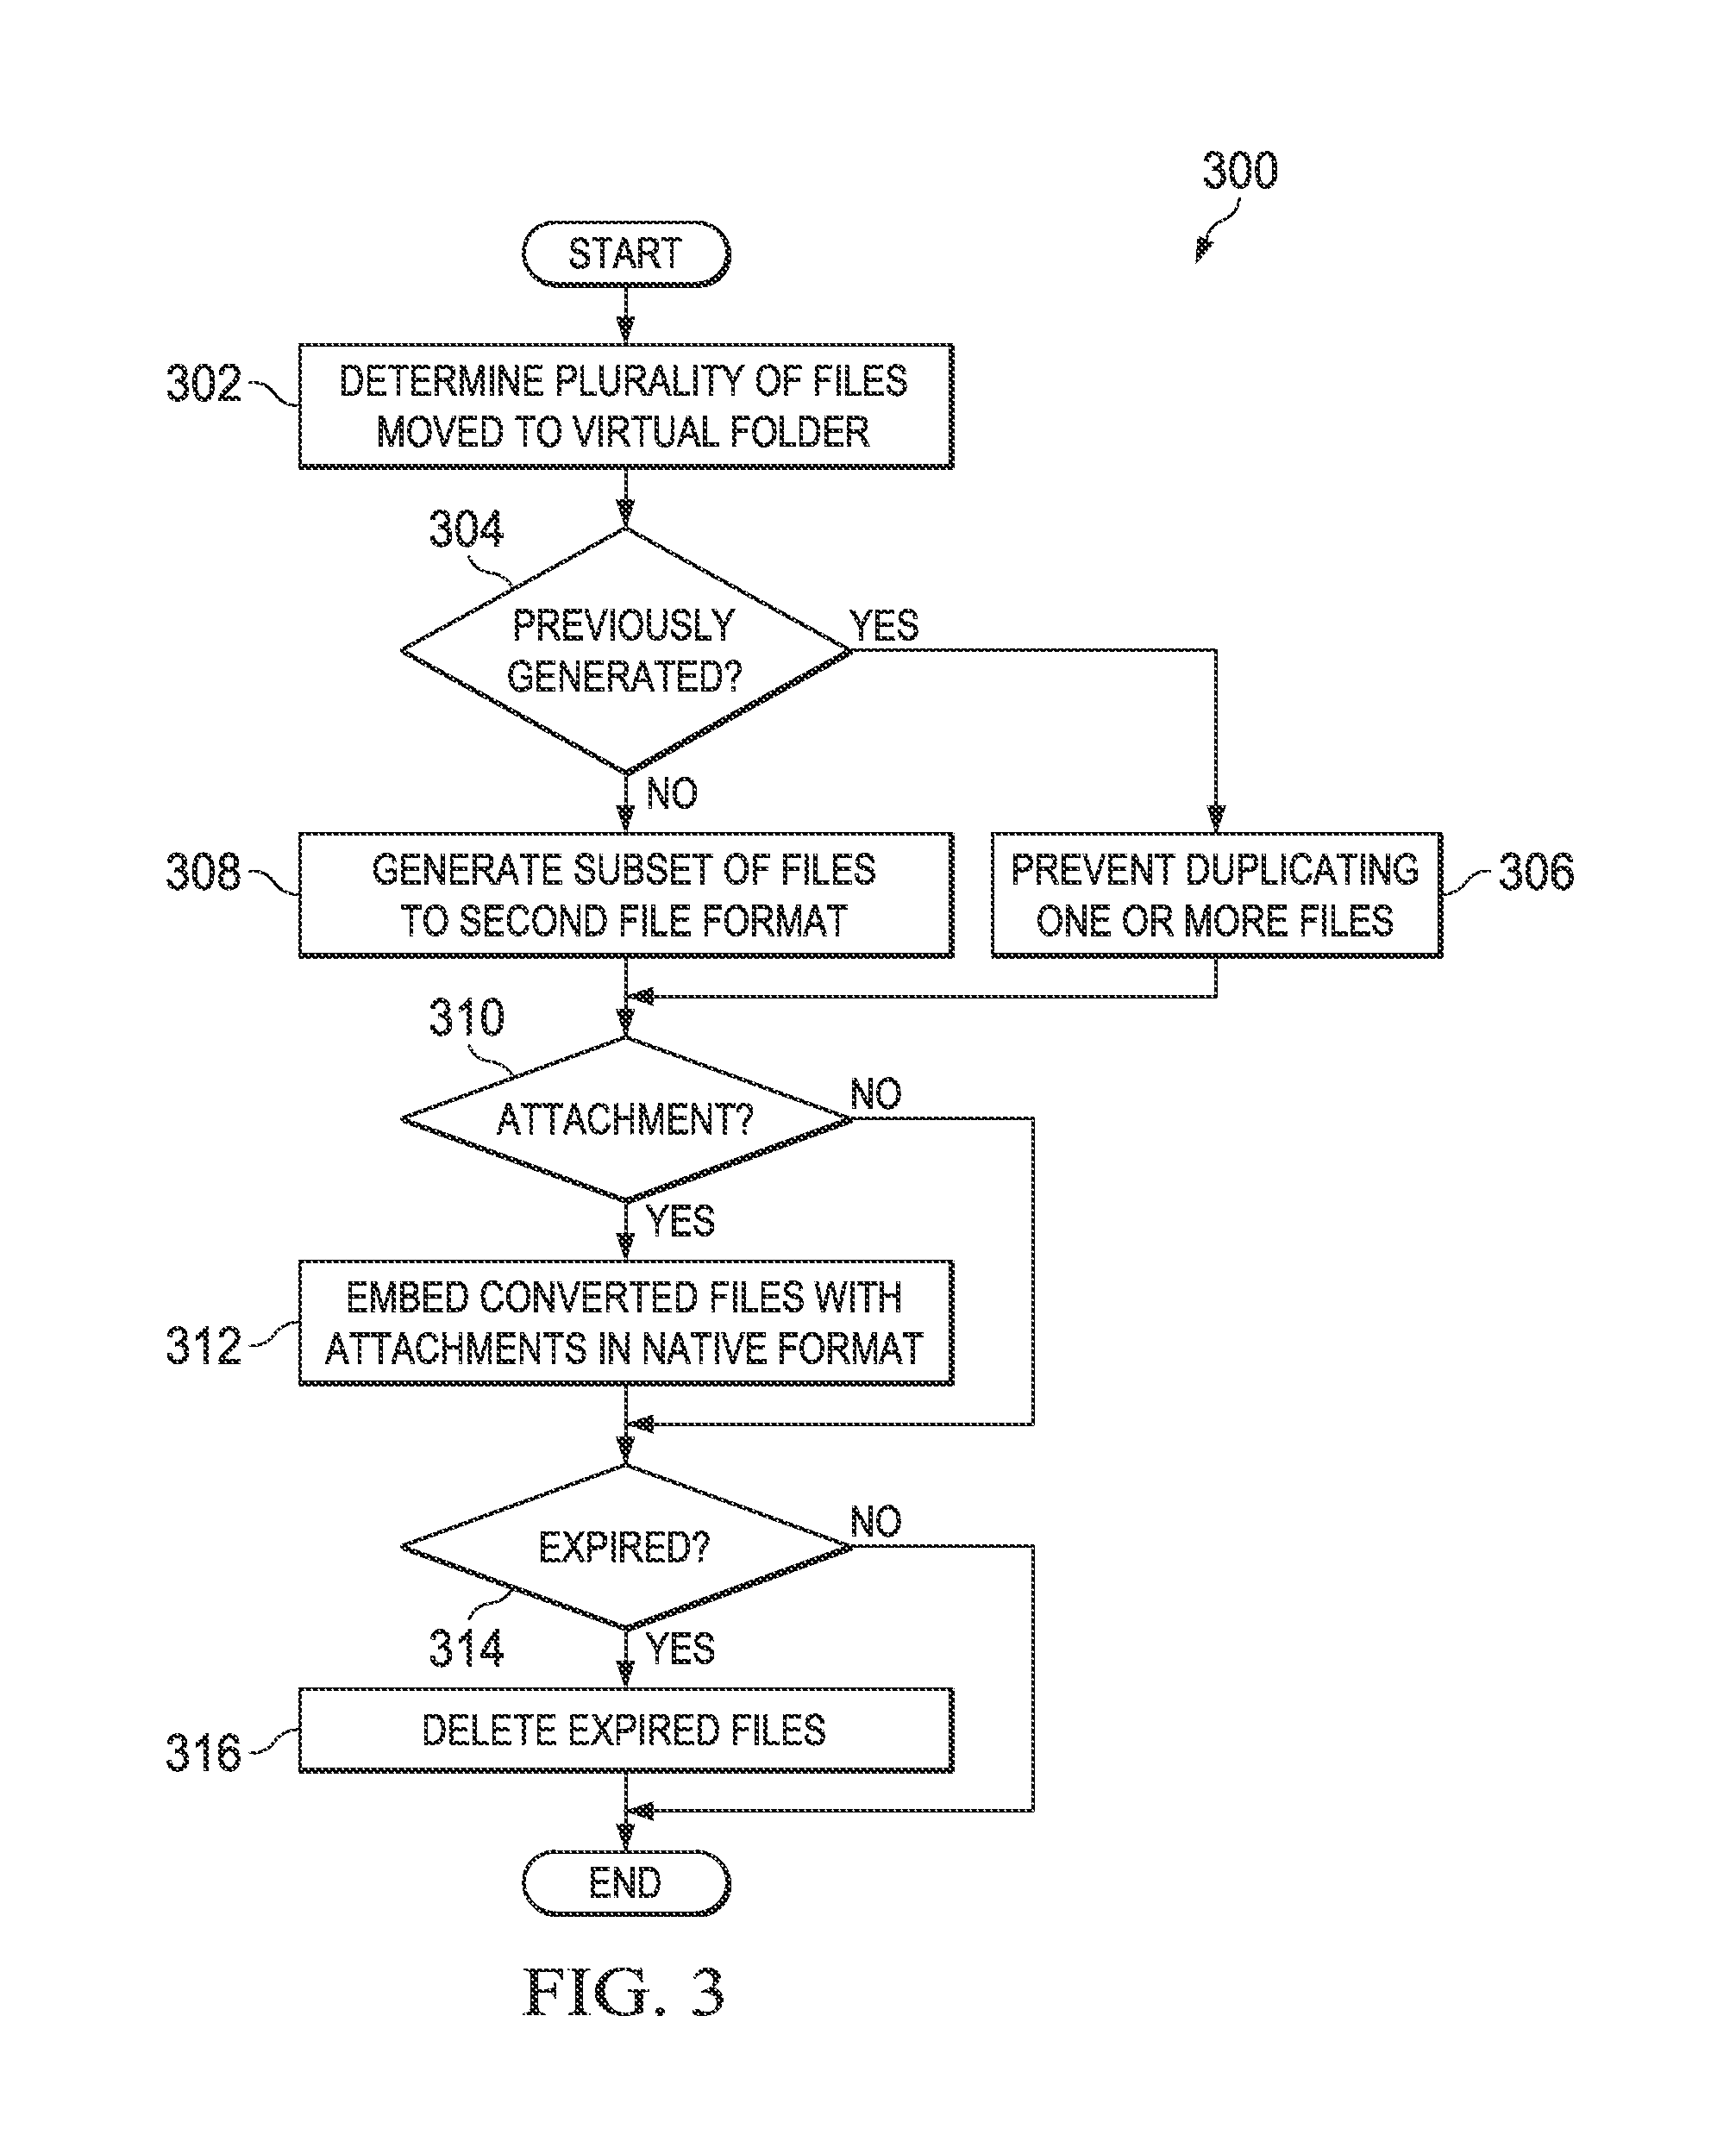 300
START
302
DETERMINE PLURALITY OF FILES
MOVED TO VIRTUAL FOLDER
304
PREVIOUSLY
GENERATED?
YES
NO
308
GENERATE SUBSET OF FILES
TO SECOND FILE FORMAT
PREVENT DUPLICATING
ONE OR MORE FILES
306
310
ATTACHMENT?
NO
YES
312
EMBED CONVERTED FILES WITH
ATTACHMENTS IN NATIVE FORMAT
EXPIRED?
NO
314
YES
316
DELETE EXPIRED FILES
END
FIG. 3